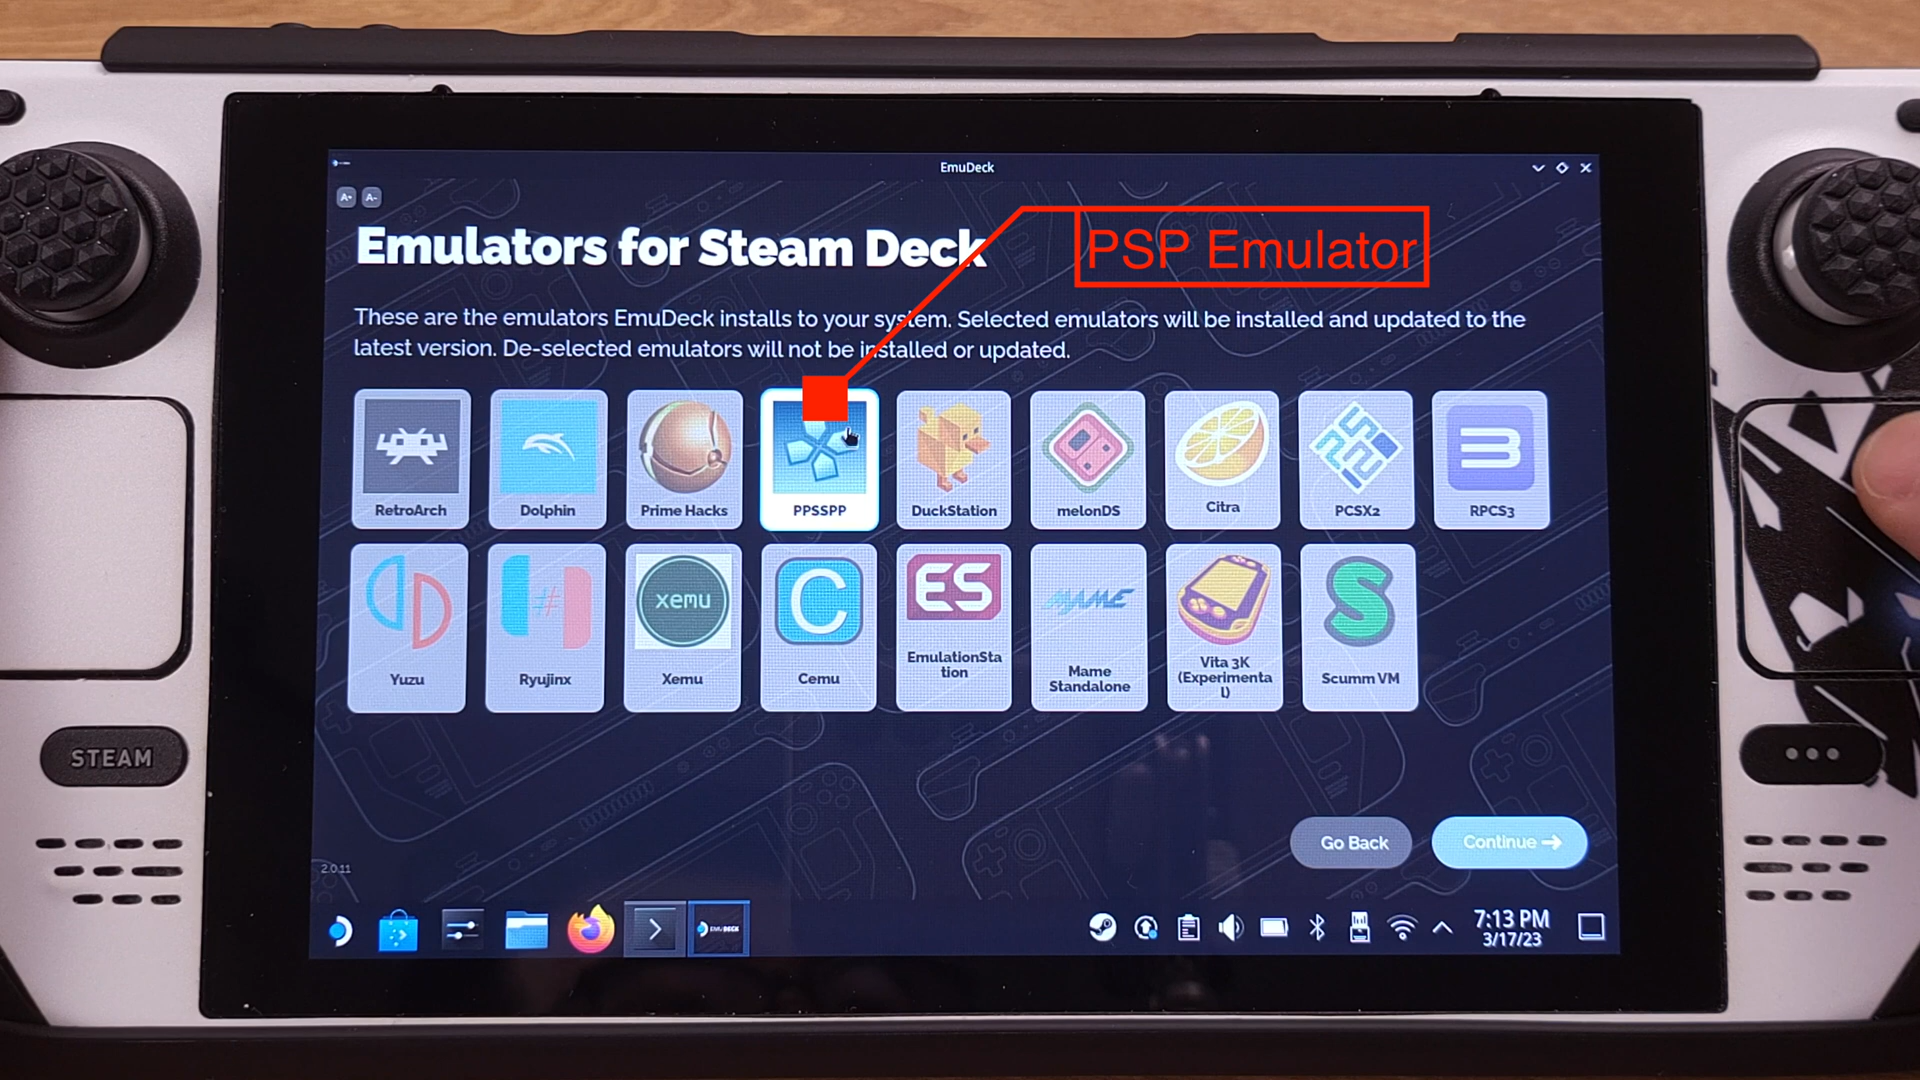 EmuDeck
A+ A-
Emulators for Steam Deck
PSP Emulator
These are the emulators EmuDeck installs to your system. Selected emulators will be installed and updated to the
latest version. De-selected emulators will not be installed or updated.
RetroArch
Dolphin
Prime Hacks
PPSSPP
DuckStation
melonDS
Citra
PCSX2
RPCS3
Yuzu
Ryujinx
xemu
Xemu
C
Cemu
ES
EmulationSta
tion
MAME
Mame
Standalone
Vita 3K
(Experimenta
l)
S
Scumm VM
STEAM
Go Back
Continue
2.0.11
EMUDECK
7:13 PM
3/17/23